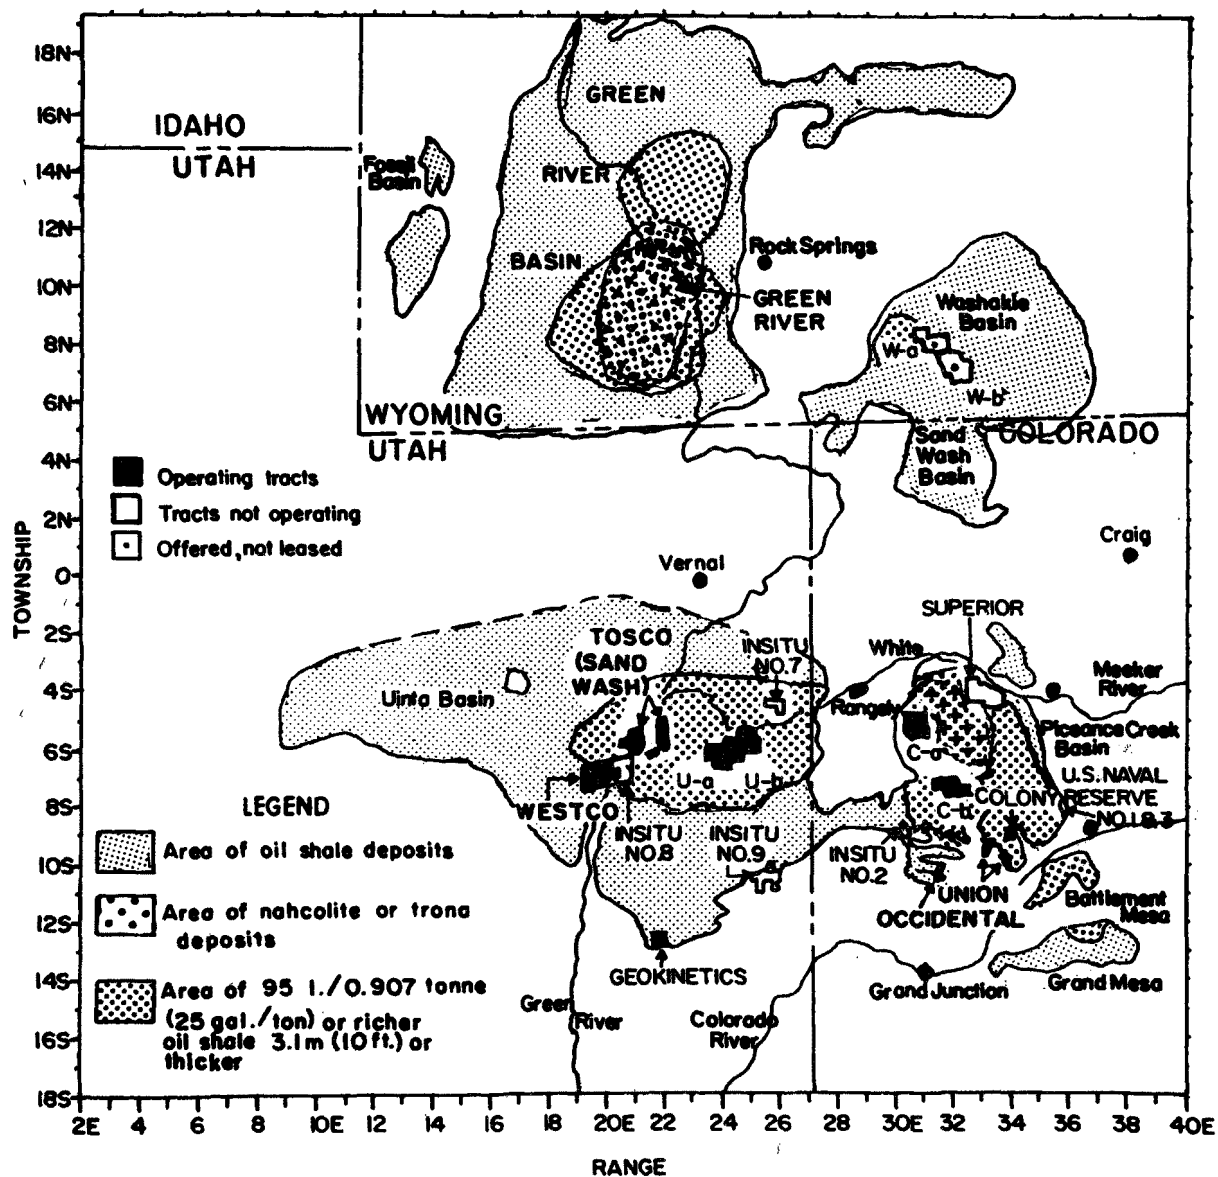 18N
16N
14N
12N
10N
8N
6N
4N
2N
0
2S
4S
6S
8S
10S
12S
14S
16S
18S
TOWNSHIP
IDAHO
UTAH
Fossil
Basin
GREEN
RIVER
BASIN
Rock Springs
GREEN
RIVER
Washakie
Basin
W-a
W-b
WYOMING
UTAH
COLORADO
Sand
Wash
Basin
Operating tracts
Tracts not operating
Offered, not leased
Craig
Vernal
SUPERIOR
TOSCO
(SAND
WASH)
INSITU
NO.7
White
Meeker
River
Uinta Basin
Rangely
Piceance Creek
Basin
C-a
U-a
U-b
U.S. NAVAL
RESERVE
NO.1 & 3
COLONY
C-b
WESTCO
LEGEND
INSITU
NO.8
INSITU
NO.9
INSITU
NO.2
Area of oil shale deposits
UNION
OCCIDENTAL
Battlement
Mesa
Area of nahcolite or trona
deposits
GEOKINETICS
Grand Junction
Grand Mesa
Area of 95 l./0.907 tonne
(25 gal./ton) or richer
oil shale 3.1m (10 ft.) or
thicker
Green
River
Colorado
River
2E 4 6 8 10E 12 14 16 18 20E 22 24 26 28 30E 32 34 36 38 40E
RANGE